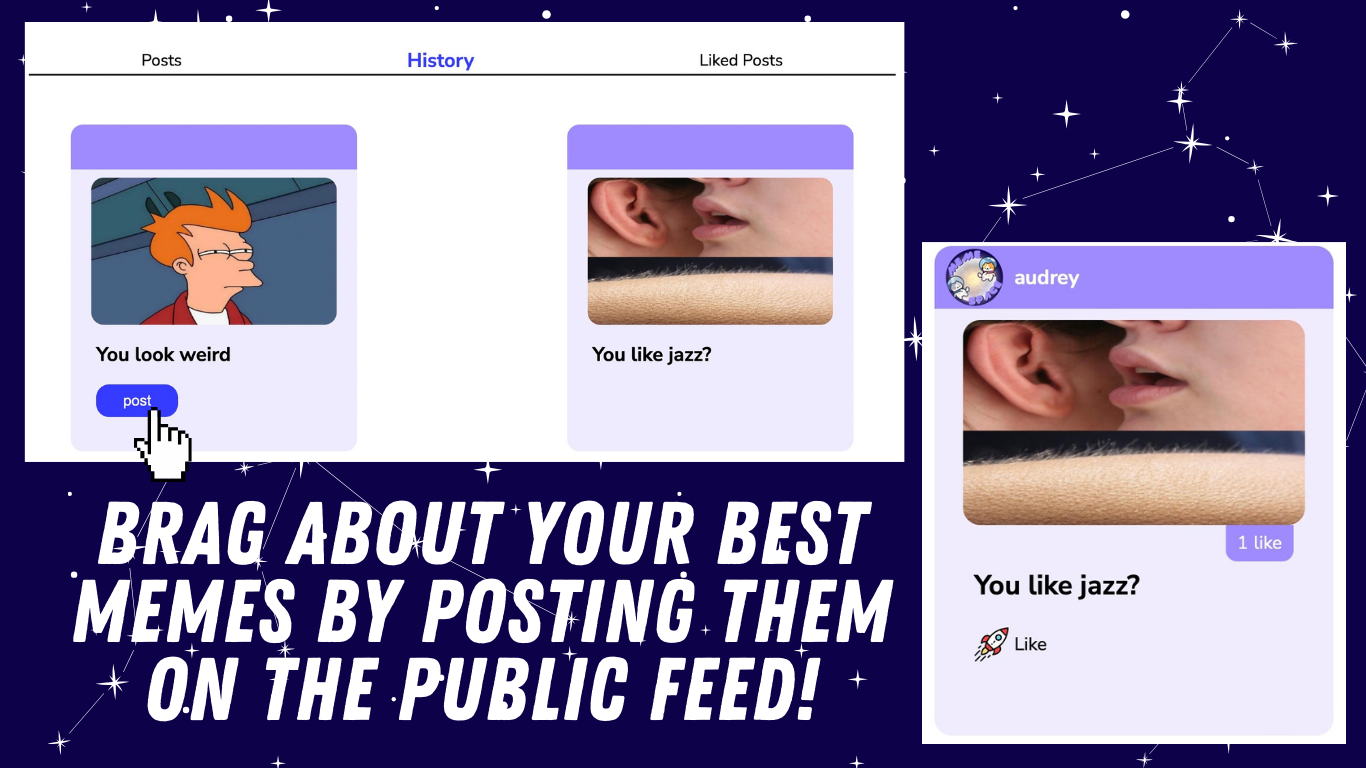 Posts
History
Liked Posts
You look weird
You like jazz?
post
audrey
1 like
You like jazz?
Like
BRAG ABOUT YOUR BEST
MEMES BY POSTING THEM
ON THE PUBLIC FEED!